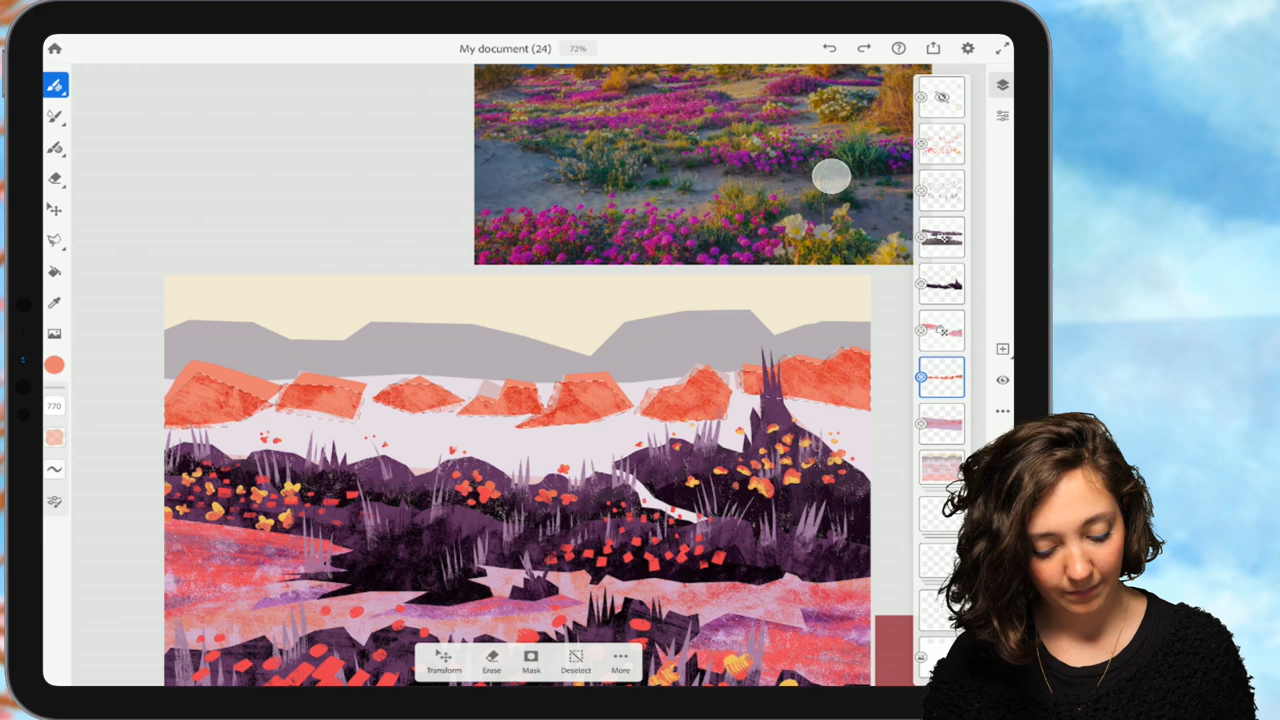 My document (24)
72%
770
Transform
Erase
Mask
Deselect
More